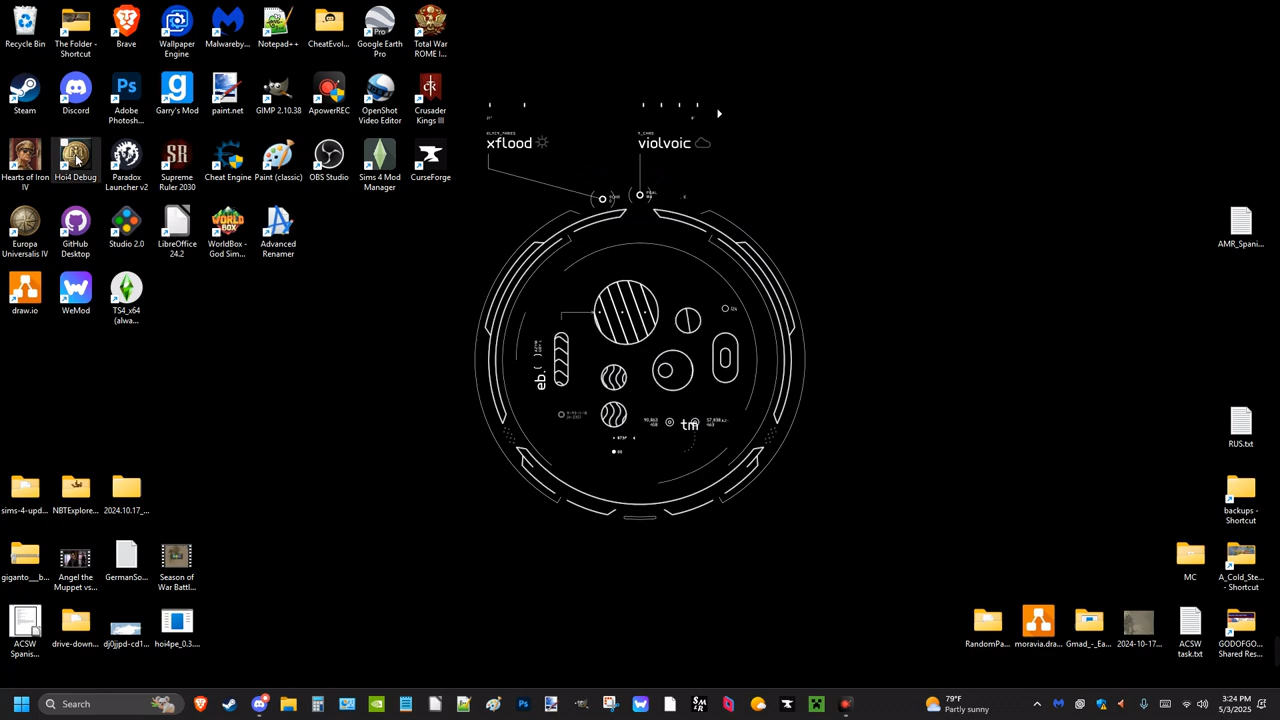 Recycle Bin
The Folder -
Shortcut
Brave
Wallpaper
Engine
Malwareby...
Notepad++
CheatEvol...
Google Earth
Pro
Total War
ROME I...
Steam
Discord
Adobe
Photosh...
Garry's Mod
paint.net
GIMP 2.10.38
ApowerREC
OpenShot
Video Editor
Crusader
Kings III
Hearts of Iron
IV
Hoi4 Debug
Paradox
Launcher v2
Supreme
Ruler 2030
Cheat Engine
Paint (classic)
OBS Studio
Sims 4 Mod
Manager
CurseForge
Europa
Universalis IV
GitHub
Desktop
Studio 2.0
LibreOffice
24.2
WorldBox -
God Sim...
Advanced
Renamer
draw.io
WeMod
TS4_x64
(alwa...
xflood
violvoic
eb.
tm
AMR_Spani...
RUS.txt
backups -
Shortcut
MC
A_Cold_Ste...
- Shortcut
RandomPa...
moravia.dra...
Gmad_-_Ea...
2024-10-17...
ACSW
task.txt
GODOFGO...
Shared Res...
sims-4-upd...
NBTExplore...
2024.10.17_...
giganto___b...
Angel the
Muppet vs...
GermanSo...
Season of
War Battl...
ACSW
Spanis...
drive-down...
dj0jjpd-cd1...
hoi4pe_0.3....
Search
79°F
Partly sunny
3:24 PM
5/3/2025